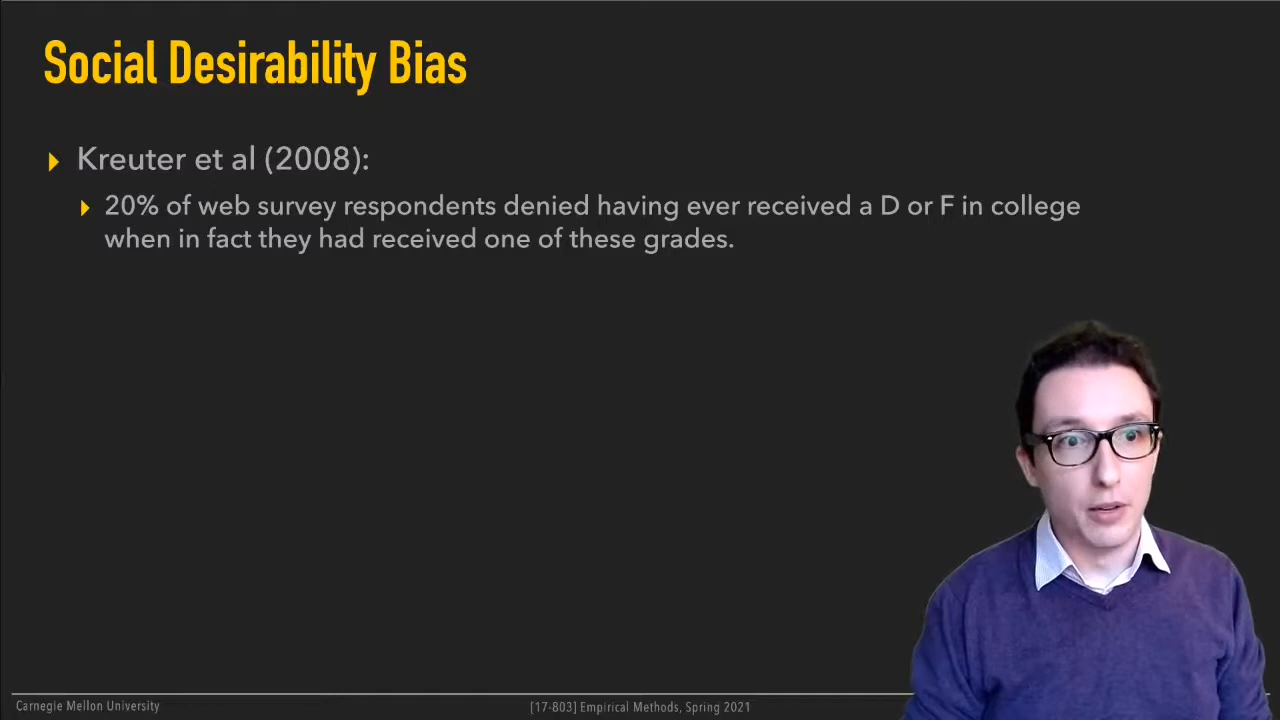 Social Desirability Bias
Kreuter et al (2008):
20% of web survey respondents denied having ever received a D or F in college
when in fact they had received one of these grades.
Carnegie Mellon University
[17-803] Empirical Methods, Spring 2021